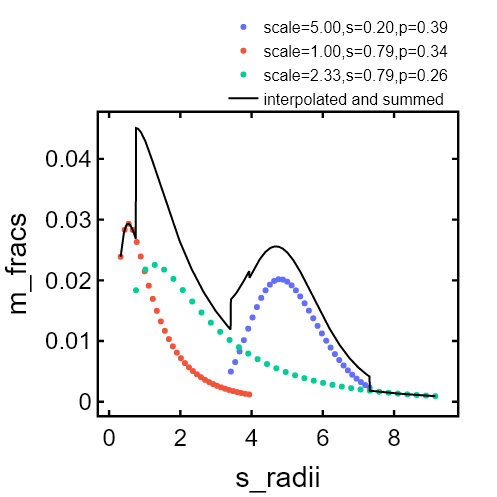 scale=5.00,s=0.20,p=0.39
scale=1.00,s=0.79,p=0.34
scale=2.33,s=0.79,p=0.26
interpolated and summed
0.04
0.03
0.02
0.01
0
m_fracs
0 2 4 6 8
s_radii